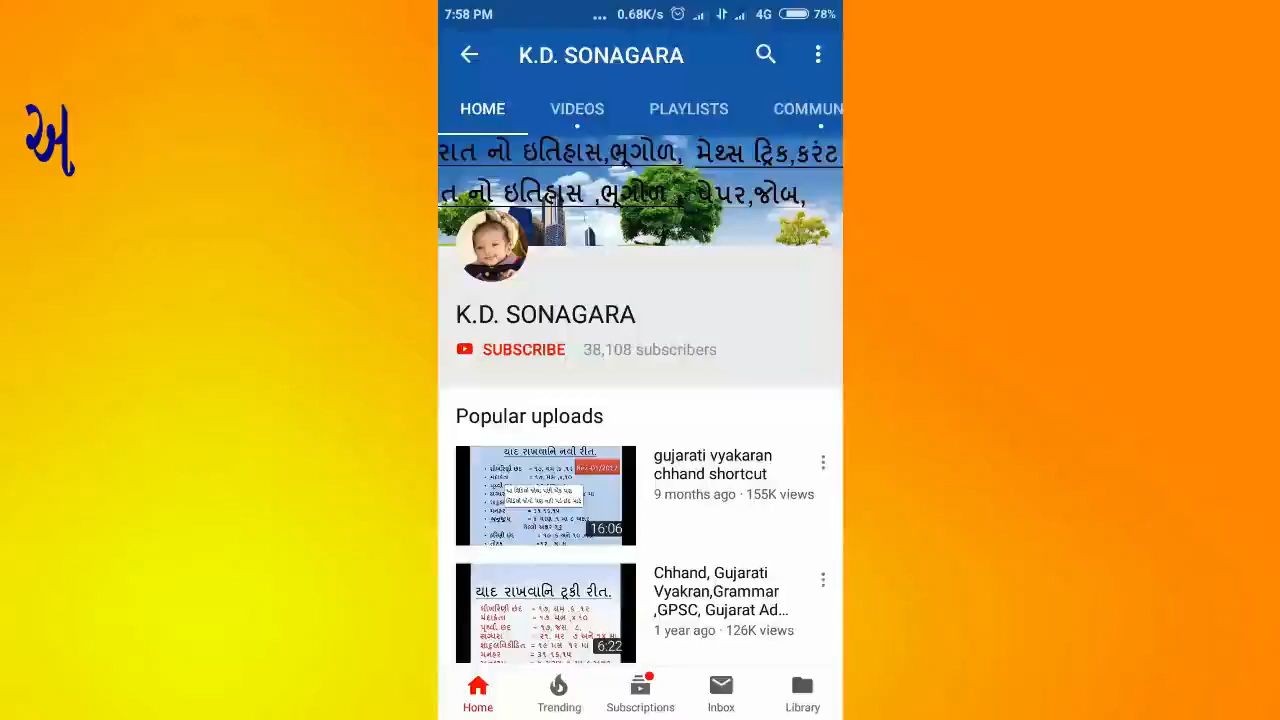 અ
7:58 PM ... 0.68K/s 4G 78%
K.D. SONAGARA
HOME VIDEOS PLAYLISTS COMMUN
રાત નો ઇતિહાસ,ભૂગોળ, મેથ્સ ટ્રિક,કરંટ
ત નો ઇતિહાસ ,ભૂગોળ , પેપર,જોબ,
K.D. SONAGARA
SUBSCRIBE 38,108 subscribers
Popular uploads
યાદ રાખવાનિ નવી રીત.
16:06
gujarati vyakaran
chhand shortcut
9 months ago · 155K views
યાદ રાખવાનિ ટૂકી રીત.
શીખરિણી છંદ
મંદાક્રાંતા
પૃથ્વી છંદ
મનહર
6:22
Chhand, Gujarati
Vyakran,Grammar
,GPSC, Gujarat Ad...
1 year ago · 126K views
Home Trending Subscriptions Inbox Library